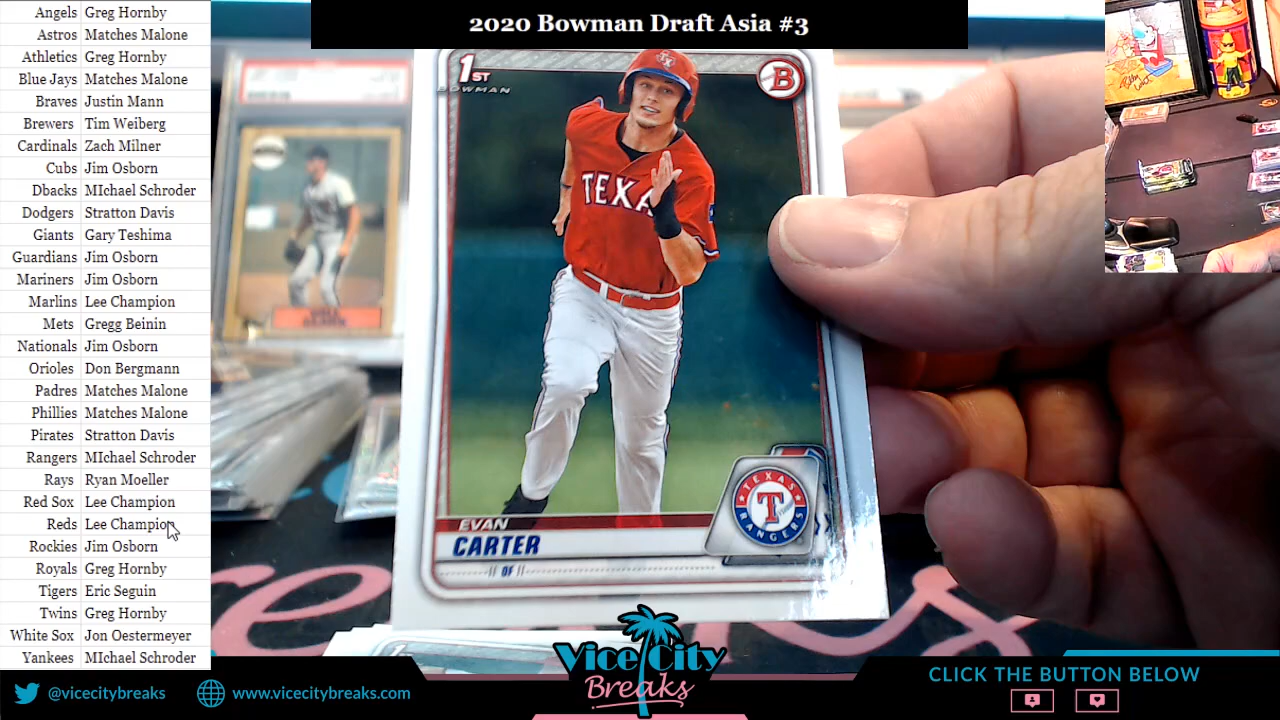 2020 Bowman Draft Asia #3
Angels Greg Hornby
Astros Matches Malone
Athletics Greg Hornby
Blue Jays Matches Malone
Braves Justin Mann
Brewers Tim Weiberg
Cardinals Zach Milner
Cubs Jim Osborn
Dbacks MIchael Schroder
Dodgers Stratton Davis
Giants Gary Teshima
Guardians Jim Osborn
Mariners Jim Osborn
Marlins Lee Champion
Mets Gregg Beinin
Nationals Jim Osborn
Orioles Don Bergmann
Padres Matches Malone
Phillies Matches Malone
Pirates Stratton Davis
Rangers MIchael Schroder
Rays Ryan Moeller
Red Sox Lee Champion
Reds Lee Champion
Rockies Jim Osborn
Royals Greg Hornby
Tigers Eric Seguin
Twins Greg Hornby
White Sox Jon Oestermeyer
Yankees MIchael Schroder
1ST
BOWMAN
B
TEXA
TEXAS
T
RANGERS
EVAN
CARTER
OF
Vice City
Breaks
@vicecitybreaks
www.vicecitybreaks.com
CLICK THE BUTTON BELOW